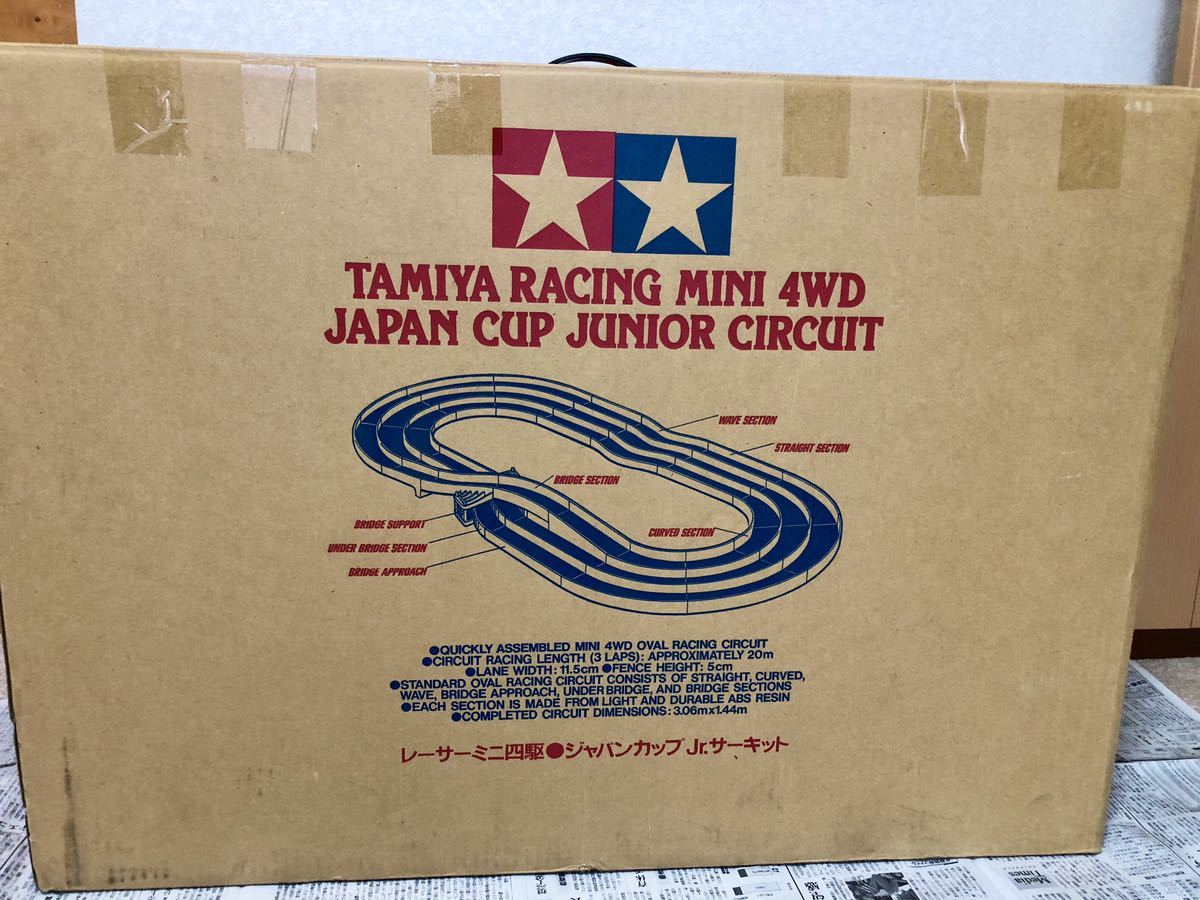 TAMIYA RACING MINI 4WD
JAPAN CUP JUNIOR CIRCUIT
WAVE SECTION
STRAIGHT SECTION
BRIDGE SECTION
BRIDGE SUPPORT
CURVED SECTION
UNDER BRIDGE SECTION
BRIDGE APPROACH
●QUICKLY ASSEMBLED MINI 4WD OVAL RACING CIRCUIT
●CIRCUIT RACING LENGTH (3 LAPS): APPROXIMATELY 20m
●LANE WIDTH: 11.5cm ●FENCE HEIGHT: 5cm
●STANDARD OVAL RACING CIRCUIT CONSISTS OF STRAIGHT, CURVED,
WAVE, BRIDGE APPROACH, UNDER BRIDGE, AND BRIDGE SECTIONS
●EACH SECTION IS MADE FROM LIGHT AND DURABLE ABS RESIN
●COMPLETED CIRCUIT DIMENSIONS: 3.06m×1.44m
レーサーミニ四駆●ジャパンカップ Jr.サーキット
Media
Times